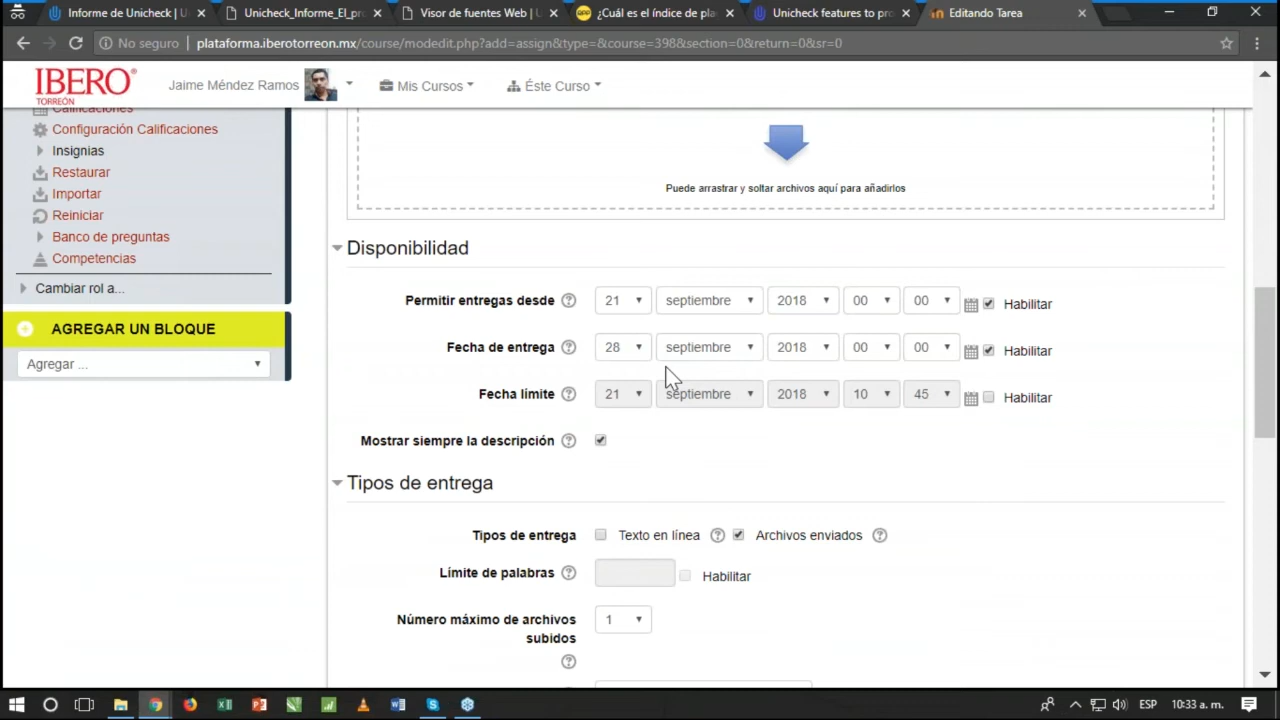 Informe de Unicheck | U
Unicheck_Informe_El_pro
Visor de fuentes Web | U
¿Cuál es el índice de pla
Unicheck features to pro
Editando Tarea
No seguro | plataforma.iberotorreon.mx/course/modedit.php?add=assign&type=&course=398&section=0&return=0&sr=0
IBERO
TORREÓN
Jaime Méndez Ramos
Mis Cursos
Éste Curso
Calificaciones
Configuración Calificaciones
Insignias
Restaurar
Importar
Reiniciar
Banco de preguntas
Competencias
Cambiar rol a...
AGREGAR UN BLOQUE
Agregar ...
Puede arrastrar y soltar archivos aquí para añadirlos
Disponibilidad
Permitir entregas desde 21 septiembre 2018 00 00 Habilitar
Fecha de entrega 28 septiembre 2018 00 00 Habilitar
Fecha límite 21 septiembre 2018 10 45 Habilitar
Mostrar siempre la descripción
Tipos de entrega
Tipos de entrega Texto en línea Archivos enviados
Límite de palabras Habilitar
Número máximo de archivos 1
subidos
ESP 10:33 a. m.